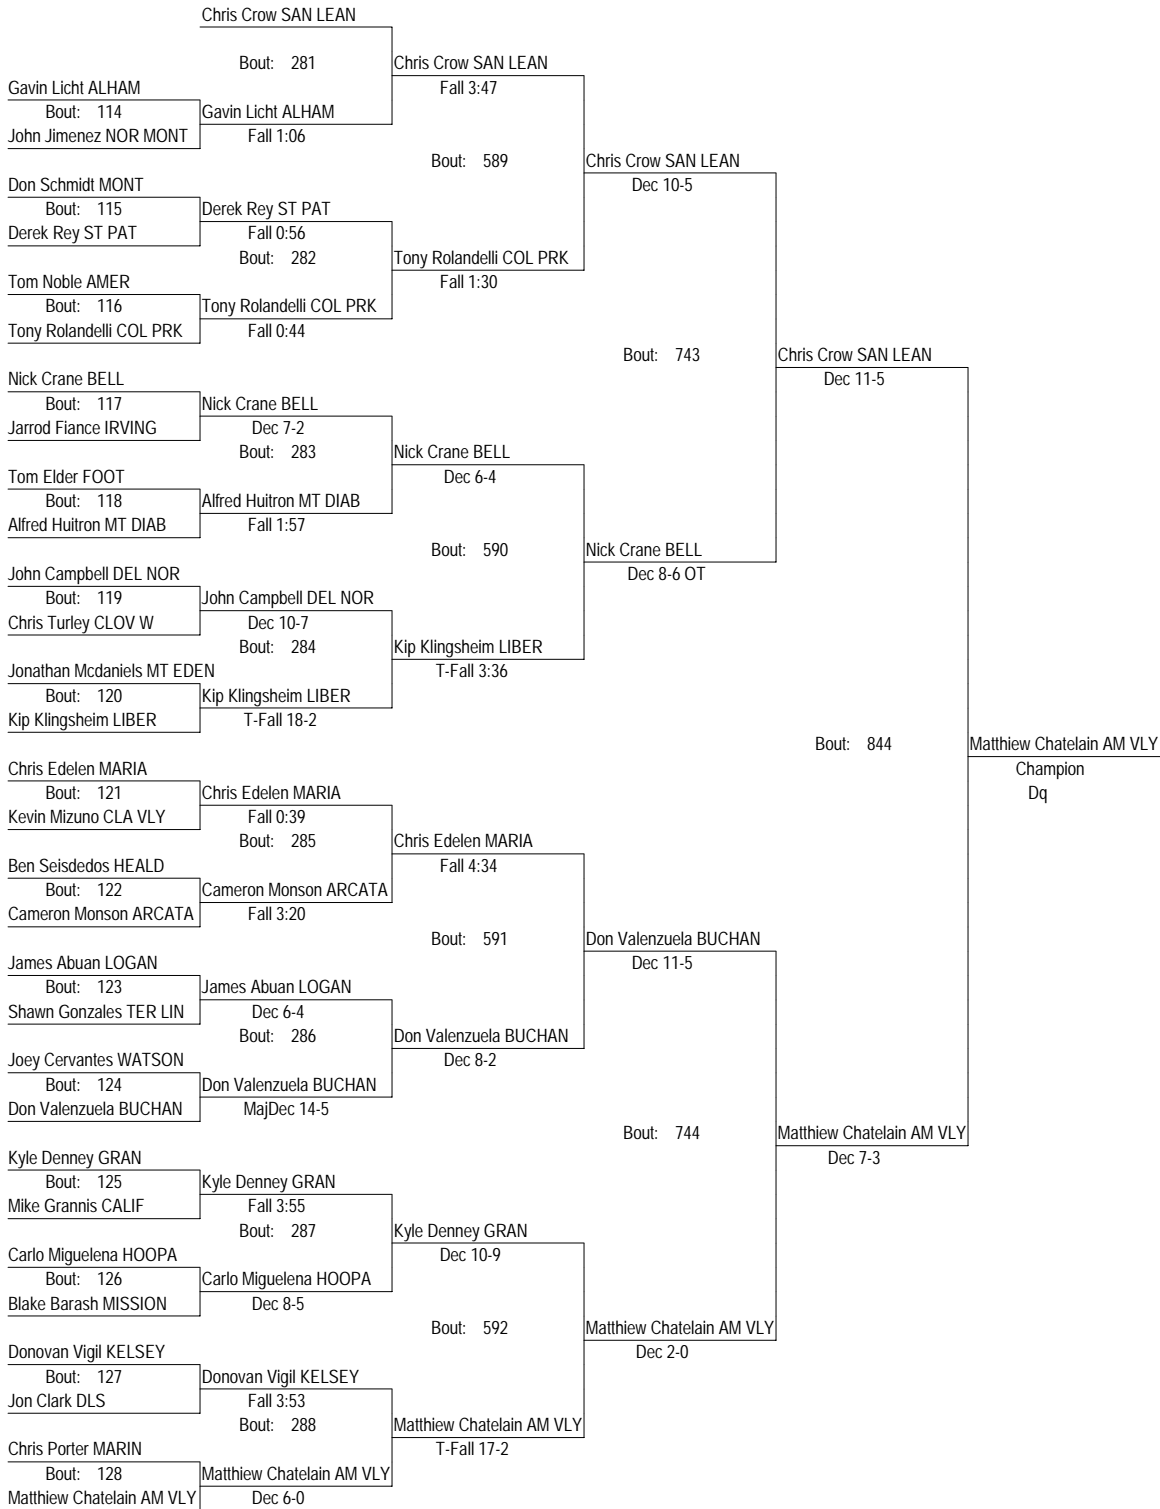 Chris Crow SAN LEAN
Bout: 281
Chris Crow SAN LEAN
Gavin Licht ALHAM
Fall 3:47
Bout: 114
Gavin Licht ALHAM
John Jimenez NOR MONT
Fall 1:06
Bout: 589
Chris Crow SAN LEAN
Don Schmidt MONT
Dec 10-5
Bout: 115
Derek Rey ST PAT
Derek Rey ST PAT
Fall 0:56
Bout: 282
Tony Rolandelli COL PRK
Tom Noble AMER
Fall 1:30
Bout: 116
Tony Rolandelli COL PRK
Tony Rolandelli COL PRK
Fall 0:44
Bout: 743
Chris Crow SAN LEAN
Nick Crane BELL
Dec 11-5
Bout: 117
Nick Crane BELL
Jarrod Fiance IRVING
Dec 7-2
Bout: 283
Nick Crane BELL
Tom Elder FOOT
Dec 6-4
Bout: 118
Alfred Huitron MT DIAB
Alfred Huitron MT DIAB
Fall 1:57
Bout: 590
Nick Crane BELL
John Campbell DEL NOR
Dec 8-6 OT
Bout: 119
John Campbell DEL NOR
Chris Turley CLOV W
Dec 10-7
Bout: 284
Kip Klingsheim LIBER
Jonathan Mcdaniels MT EDEN
T-Fall 3:36
Bout: 120
Kip Klingsheim LIBER
Kip Klingsheim LIBER
T-Fall 18-2
Bout: 844
Matthiew Chatelain AM VLY
Chris Edelen MARIA
Champion
Bout: 121
Chris Edelen MARIA
Dq
Kevin Mizuno CLA VLY
Fall 0:39
Bout: 285
Chris Edelen MARIA
Ben Seisdedos HEALD
Fall 4:34
Bout: 122
Cameron Monson ARCATA
Cameron Monson ARCATA
Fall 3:20
Bout: 591
Don Valenzuela BUCHAN
James Abuan LOGAN
Dec 11-5
Bout: 123
James Abuan LOGAN
Shawn Gonzales TER LIN
Dec 6-4
Bout: 286
Don Valenzuela BUCHAN
Joey Cervantes WATSON
Dec 8-2
Bout: 124
Don Valenzuela BUCHAN
Don Valenzuela BUCHAN
MajDec 14-5
Bout: 744
Matthiew Chatelain AM VLY
Kyle Denney GRAN
Dec 7-3
Bout: 125
Kyle Denney GRAN
Mike Grannis CALIF
Fall 3:55
Bout: 287
Kyle Denney GRAN
Carlo Miguelena HOOPA
Dec 10-9
Bout: 126
Carlo Miguelena HOOPA
Blake Barash MISSION
Dec 8-5
Bout: 592
Matthiew Chatelain AM VLY
Donovan Vigil KELSEY
Dec 2-0
Bout: 127
Donovan Vigil KELSEY
Jon Clark DLS
Fall 3:53
Bout: 288
Matthiew Chatelain AM VLY
Chris Porter MARIN
T-Fall 17-2
Bout: 128
Matthiew Chatelain AM VLY
Matthiew Chatelain AM VLY
Dec 6-0